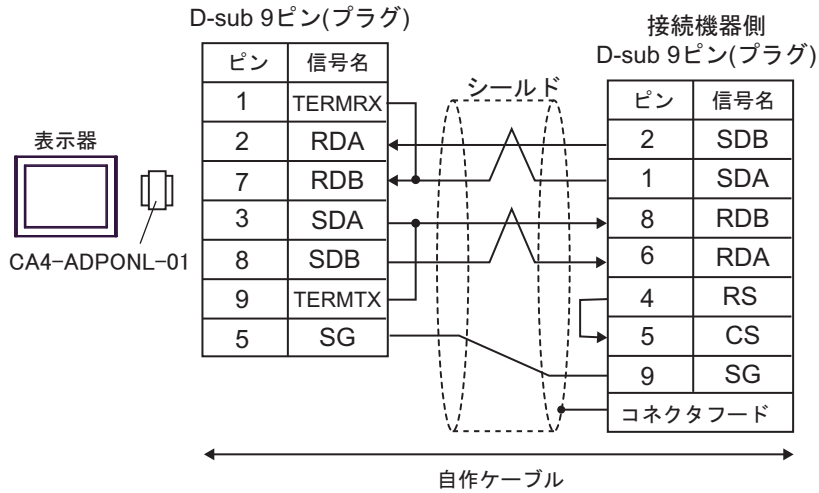 D-sub 9ピン(プラグ)
ピン 信号名
1 TERMRX
2 RDA
7 RDB
3 SDA
8 SDB
9 TERMTX
5 SG
表示器
CA4-ADPONL-01
シールド
接続機器側
D-sub 9ピン(プラグ)
ピン 信号名
2 SDB
1 SDA
8 RDB
6 RDA
4 RS
5 CS
9 SG
コネクタフード
自作ケーブル